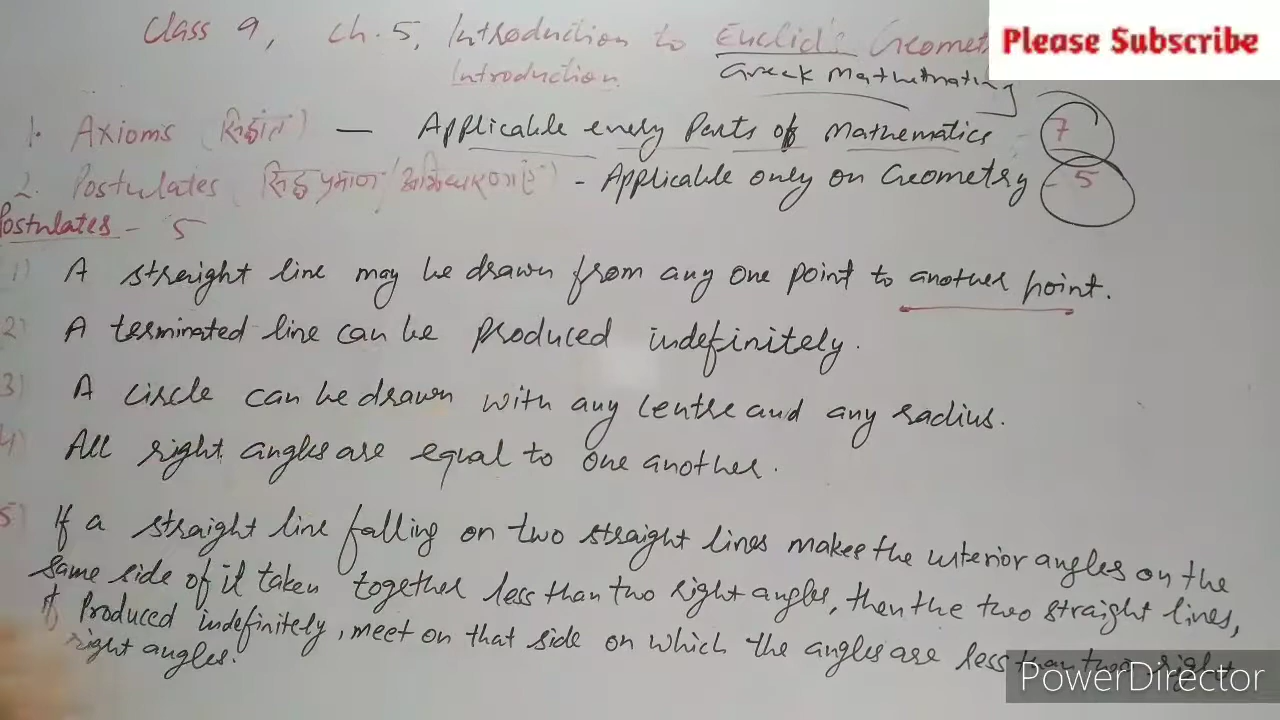 Class 9, Ch. 5, Introduction to Euclid's Geomet
Please Subscribe
Introduction
Greek Mathemating
1. Axioms (सिद्धांत) — Applicable every Parts of Mathematics 7
2. Postulates - Applicable only on Geometry - 5
Postulates - 5
1) A straight line may be drawn from any one point to another point.
2) A terminated line can be produced indefinitely.
3) A circle can be drawn with any centre and any radius.
4) All right angles are equal to one another.
5) If a straight line falling on two straight lines makes the interior angles on the
same side of it taken together less than two right angles, then the two straight lines,
if Produced indefinitely, meet on that side on which the angles are less than two right
right angles.
PowerDirector